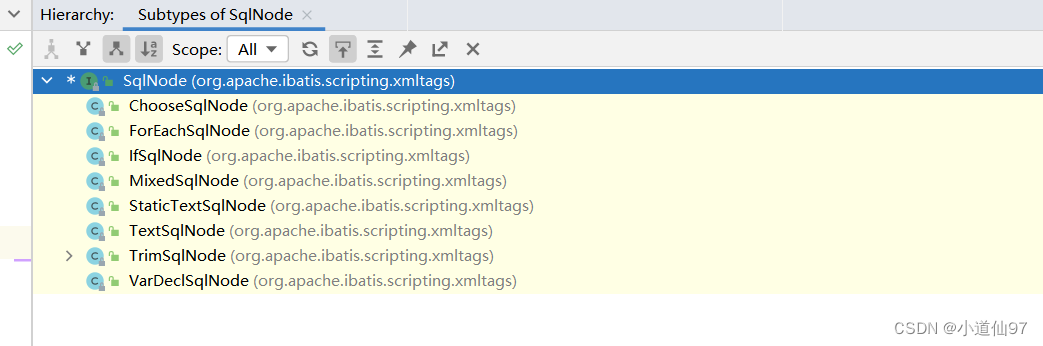 Hierarchy: Subtypes of SqlNode
Scope: All
* SqlNode (org.apache.ibatis.scripting.xmltags)
ChooseSqlNode (org.apache.ibatis.scripting.xmltags)
ForEachSqlNode (org.apache.ibatis.scripting.xmltags)
IfSqlNode (org.apache.ibatis.scripting.xmltags)
MixedSqlNode (org.apache.ibatis.scripting.xmltags)
StaticTextSqlNode (org.apache.ibatis.scripting.xmltags)
TextSqlNode (org.apache.ibatis.scripting.xmltags)
TrimSqlNode (org.apache.ibatis.scripting.xmltags)
VarDeclSqlNode (org.apache.ibatis.scripting.xmltags)
CSDN @小道仙97